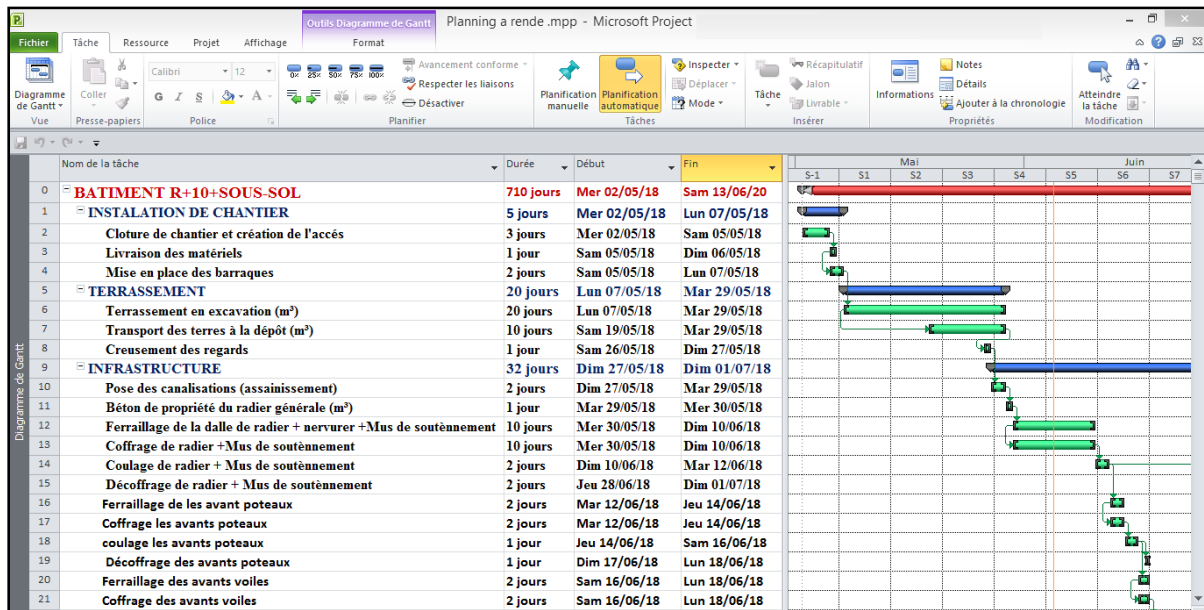 Outils Diagramme de Gantt Planning a rende .mpp - Microsoft Project
Fichier Tâche Ressource Projet Affichage Format
Diagramme de Gantt
Vue
Coller
Presse-papiers
Calibri 12
G I S A
Police
0% 25% 50% 75% 100%
Avancement conforme
Respecter les liaisons
Désactiver
Planifier
Planification manuelle
Planification automatique
Inspecter
Déplacer
Mode
Tâches
Tâche
Récapitulatif
Jalon
Livrable
Insérer
Informations
Notes
Détails
Ajouter à la chronologie
Propriétés
Atteindre la tâche
Modification
Diagramme de Gantt
Nom de la tâche Durée Début Fin
Mai Juin
S-1 S1 S2 S3 S4 S5 S6 S7
0 BATIMENT R+10+SOUS-SOL 710 jours Mer 02/05/18 Sam 13/06/20
1 INSTALATION DE CHANTIER 5 jours Mer 02/05/18 Lun 07/05/18
2 Cloture de chantier et création de l'accés 3 jours Mer 02/05/18 Sam 05/05/18
3 Livraison des matériels 1 jour Sam 05/05/18 Dim 06/05/18
4 Mise en place des barraques 2 jours Sam 05/05/18 Lun 07/05/18
5 TERRASSEMENT 20 jours Lun 07/05/18 Mar 29/05/18
6 Terrassement en excavation (m³) 20 jours Lun 07/05/18 Mar 29/05/18
7 Transport des terres à la dépôt (m³) 10 jours Sam 19/05/18 Mar 29/05/18
8 Creusement des regards 1 jour Sam 26/05/18 Dim 27/05/18
9 INFRASTRUCTURE 32 jours Dim 27/05/18 Dim 01/07/18
10 Pose des canalisations (assainissement) 2 jours Dim 27/05/18 Mar 29/05/18
11 Béton de propriété du radier générale (m³) 1 jour Mar 29/05/18 Mer 30/05/18
12 Ferraillage de la dalle de radier + nervurer +Mus de soutènnement 10 jours Mer 30/05/18 Dim 10/06/18
13 Coffrage de radier +Mus de soutènnement 10 jours Mer 30/05/18 Dim 10/06/18
14 Coulage de radier + Mus de soutènnement 2 jours Dim 10/06/18 Mar 12/06/18
15 Décoffrage de radier + Mus de soutènnement 2 jours Jeu 28/06/18 Dim 01/07/18
16 Ferraillage de les avant poteaux 2 jours Mar 12/06/18 Jeu 14/06/18
17 Coffrage les avants poteaux 2 jours Mar 12/06/18 Jeu 14/06/18
18 coulage les avants poteaux 1 jour Jeu 14/06/18 Sam 16/06/18
19 Décoffrage des avants poteaux 1 jour Dim 17/06/18 Lun 18/06/18
20 Ferraillage des avants voiles 2 jours Sam 16/06/18 Lun 18/06/18
21 Coffrage des avants voiles 2 jours Sam 16/06/18 Lun 18/06/18